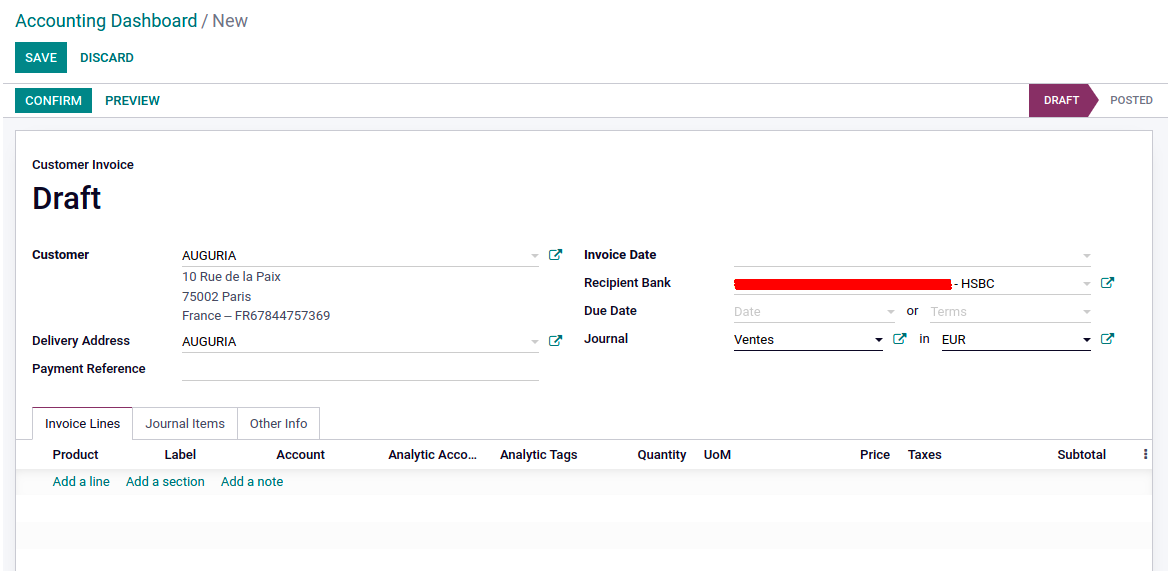 Accounting Dashboard / New
SAVE DISCARD
CONFIRM PREVIEW DRAFT POSTED
Customer Invoice
Draft
Customer AUGURIA Invoice Date
10 Rue de la Paix
Recipient Bank - HSBC
75002 Paris
France – FR67844757369
Due Date Date or Terms
Delivery Address AUGURIA Journal Ventes in EUR
Payment Reference
Invoice Lines Journal Items Other Info
Product Label Account Analytic Acco... Analytic Tags Quantity UoM Price Taxes Subtotal
Add a line Add a section Add a note